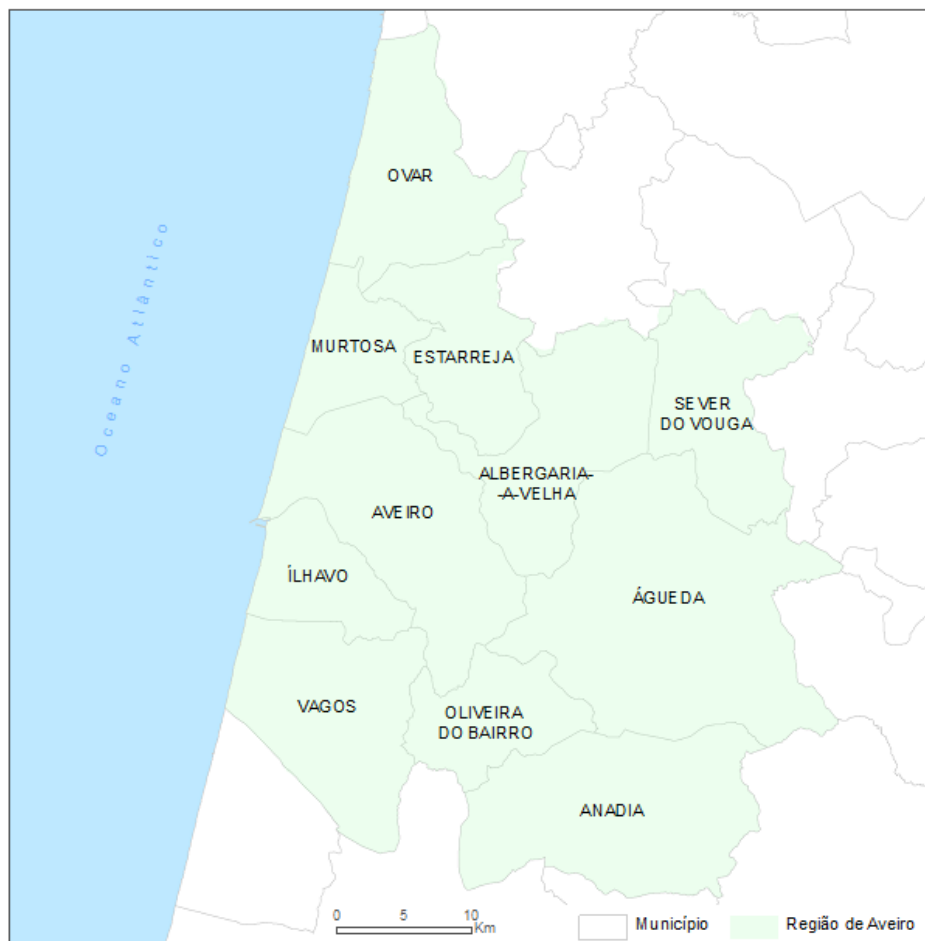 OVAR
Oceano Atlântico
MURTOSA
ESTARREJA
SEVER
DO VOUGA
ALBERGARIA-
-A-VELHA
AVEIRO
ÍLHAVO
ÁGUEDA
VAGOS
OLIVEIRA
DO BAIRRO
ANADIA
0 5 10
Km
Município
Região de Aveiro